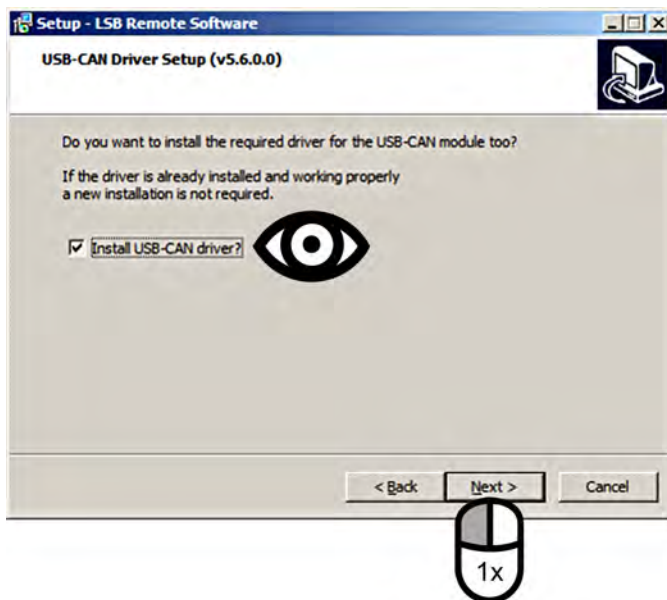 Setup - LSB Remote Software
USB-CAN Driver Setup (v5.6.0.0)
Do you want to install the required driver for the USB-CAN module too?
If the driver is already installed and working properly
a new installation is not required.
Install USB-CAN driver?
< Back Next > Cancel
1x